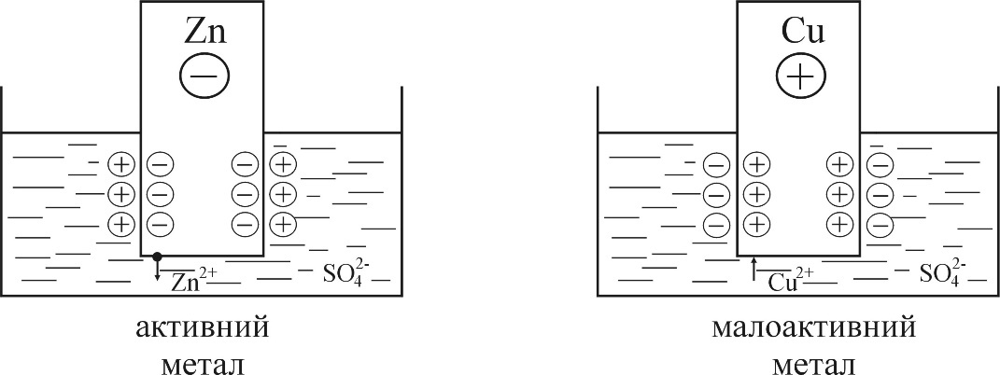 Zn
−
Zn²⁺
SO₄²⁻
активний
метал
Cu
+
Cu²⁺
SO₄²⁻
малоактивний
метал